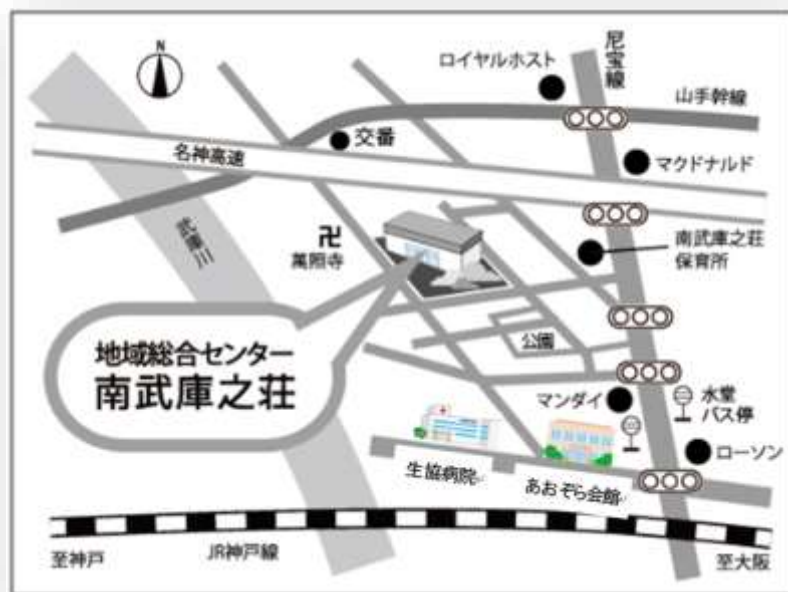 N
ロイヤルホスト
尼宝線
山手幹線
交番
名神高速
マクドナルド
武庫川
卍
萬照寺
南武庫之荘
保育所
地域総合センター
南武庫之荘
公園
マンダイ
水堂
バス停
ローソン
生協病院
あおぞら会館
至神戸
JR神戸線
至大阪